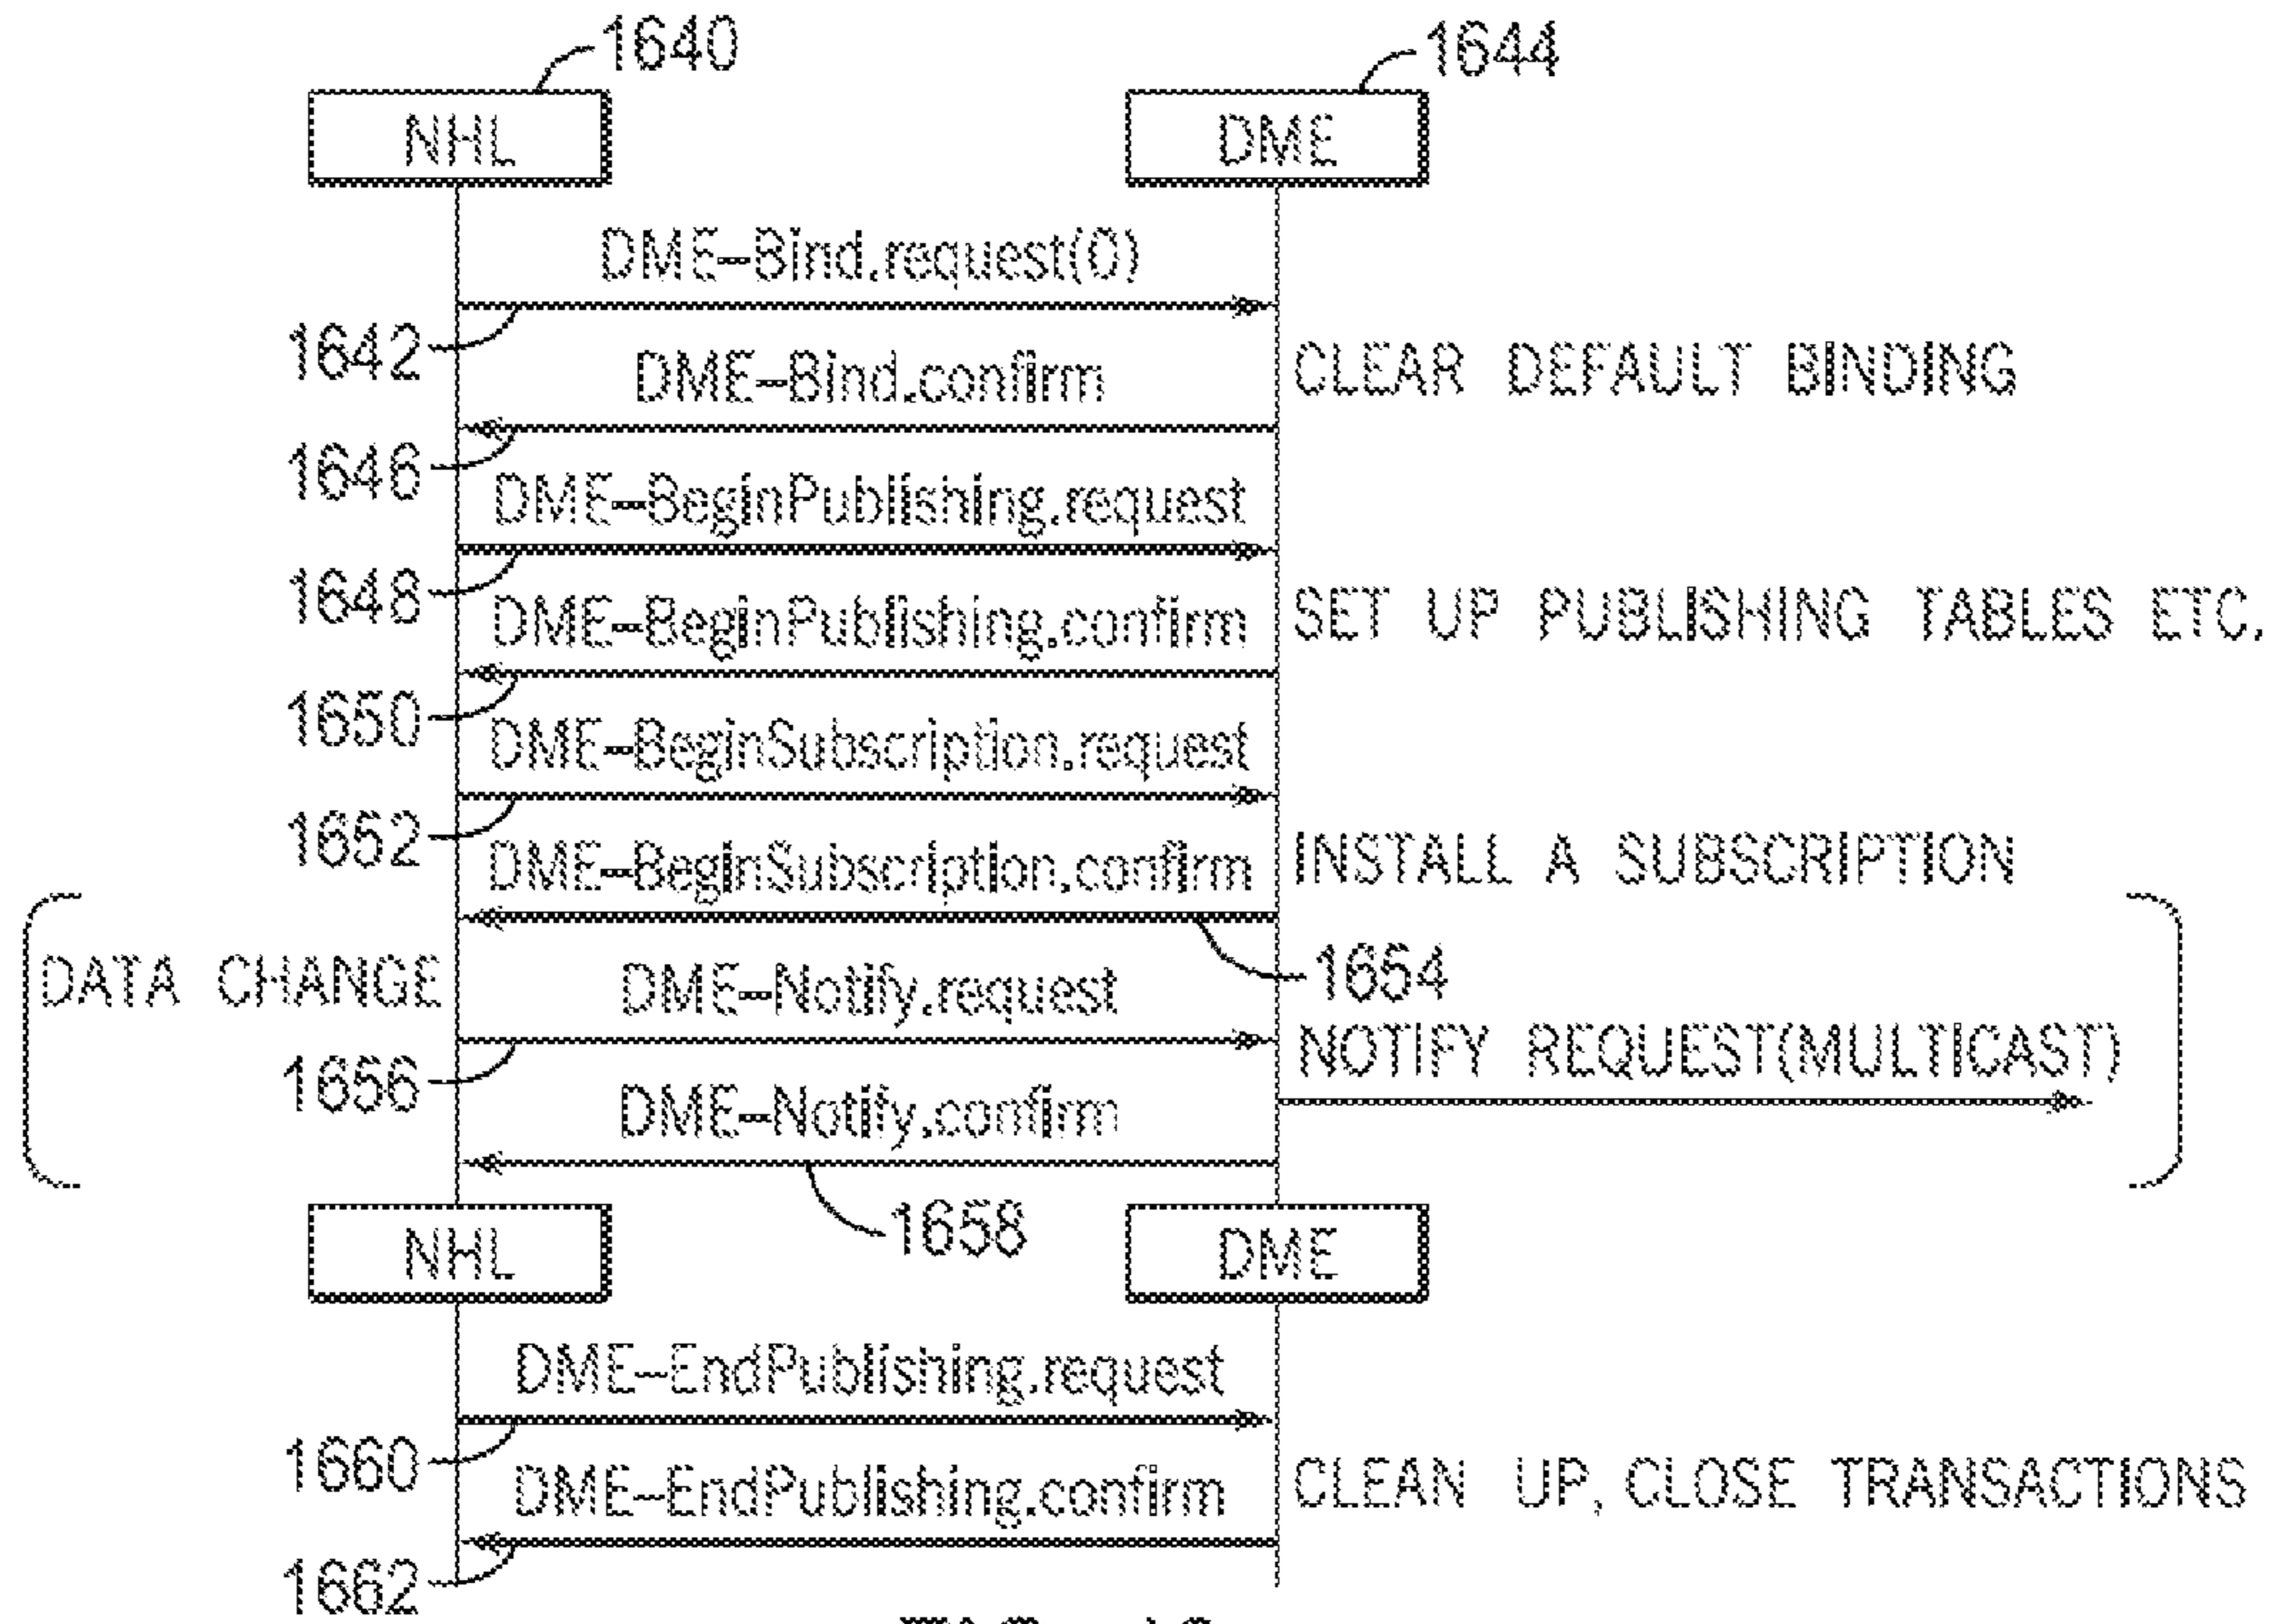 1640
1644
NHL
DME
DME-Bind.request(0)
1642
DME-Bind.confirm
CLEAR DEFAULT BINDING
1646
DME-BeginPublishing.request
1648
DME-BeginPublishing.confirm
SET UP PUBLISHING TABLES ETC.
1650
DME-BeginSubscription.request
1652
DME-BeginSubscription.confirm
INSTALL A SUBSCRIPTION
1654
DATA CHANGE
DME-Notify.request
NOTIFY REQUEST(MULTICAST)
1656
DME-Notify.confirm
1658
NHL
DME
DME-EndPublishing.request
1660
DME-EndPublishing.confirm
CLEAN UP, CLOSE TRANSACTIONS
1662